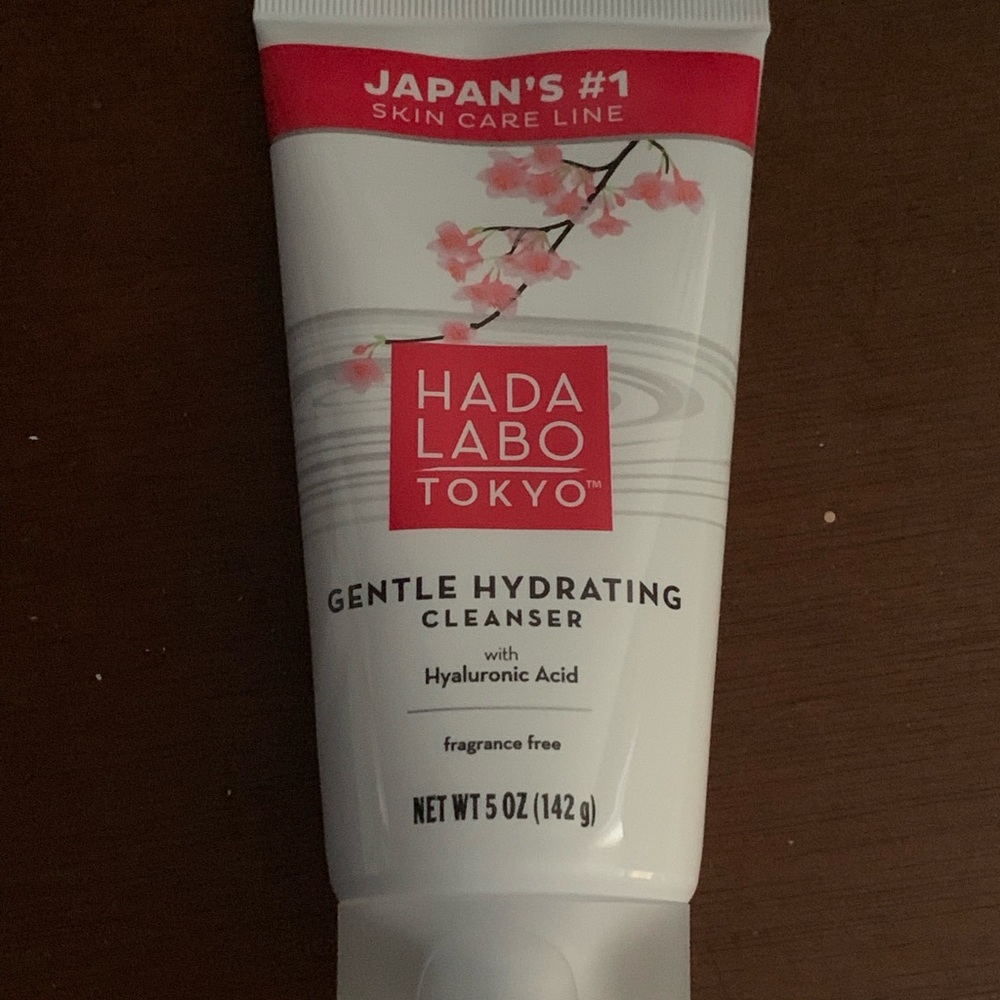 JAPAN'S #1
SKIN CARE LINE
HADA
LABO
TOKYO™
GENTLE HYDRATING
CLEANSER
with
Hyaluronic Acid
fragrance free
NET WT 5 OZ (142 g)